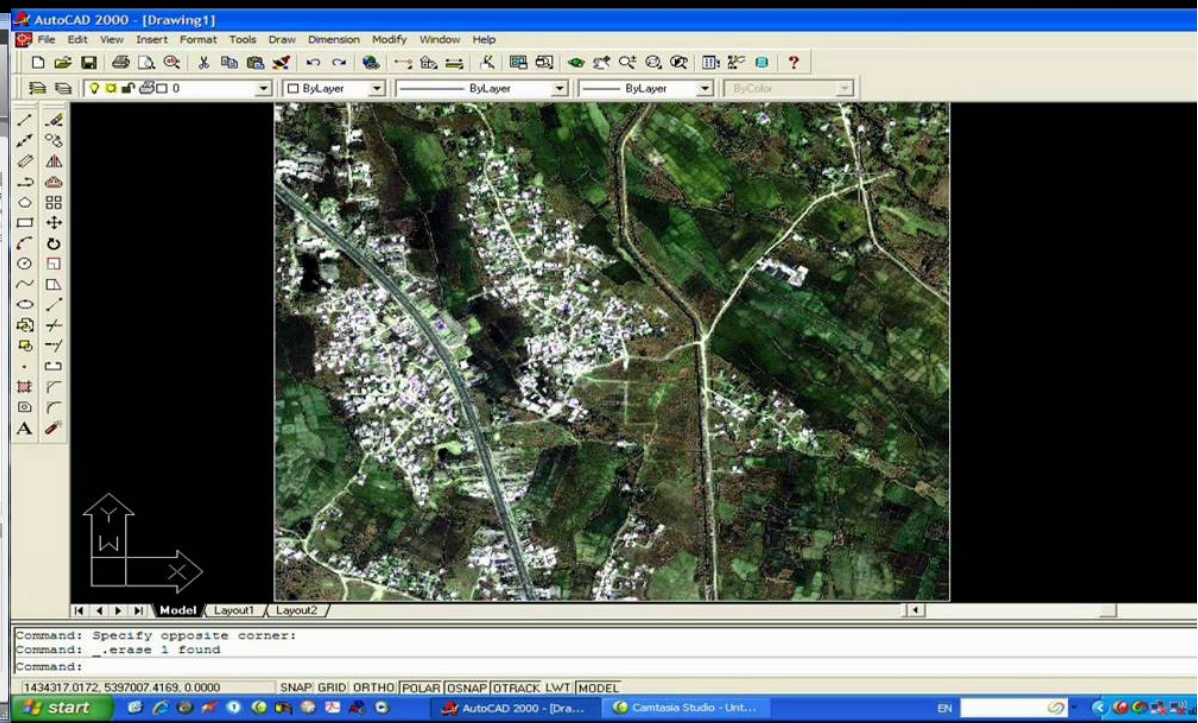 AutoCAD 2000 - [Drawing1]
File Edit View Insert Format Tools Draw Dimension Modify Window Help
0 ByLayer ByLayer ByLayer ByColor
A
Y
W
X
Model Layout1 Layout2
Command: Specify opposite corner:
Command: _.erase 1 found
Command:
1434317.0172, 5397007.4169, 0.0000 SNAP GRID ORTHO POLAR OSNAP OTRACK LWT MODEL
start AutoCAD 2000 - [Dra... Camtasia Studio - Unt... EN